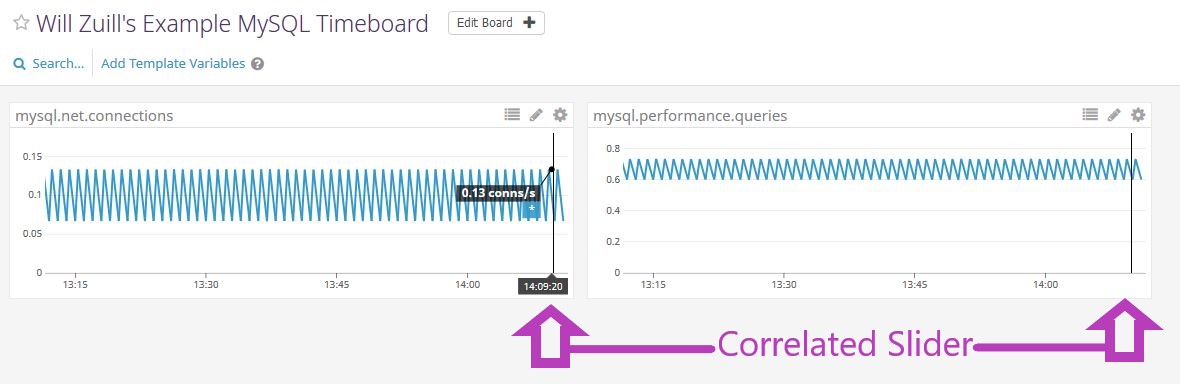 Will Zuill's Example MySQL Timeboard
Edit Board +
Search...
Add Template Variables ?
mysql.net.connections
0.15
0.1
0.05
0
0.13 conns/s
*
13:15
13:30
13:45
14:00
14:09:20
mysql.performance.queries
0.8
0.6
0.4
0.2
0
13:15
13:30
13:45
14:00
Correlated Slider